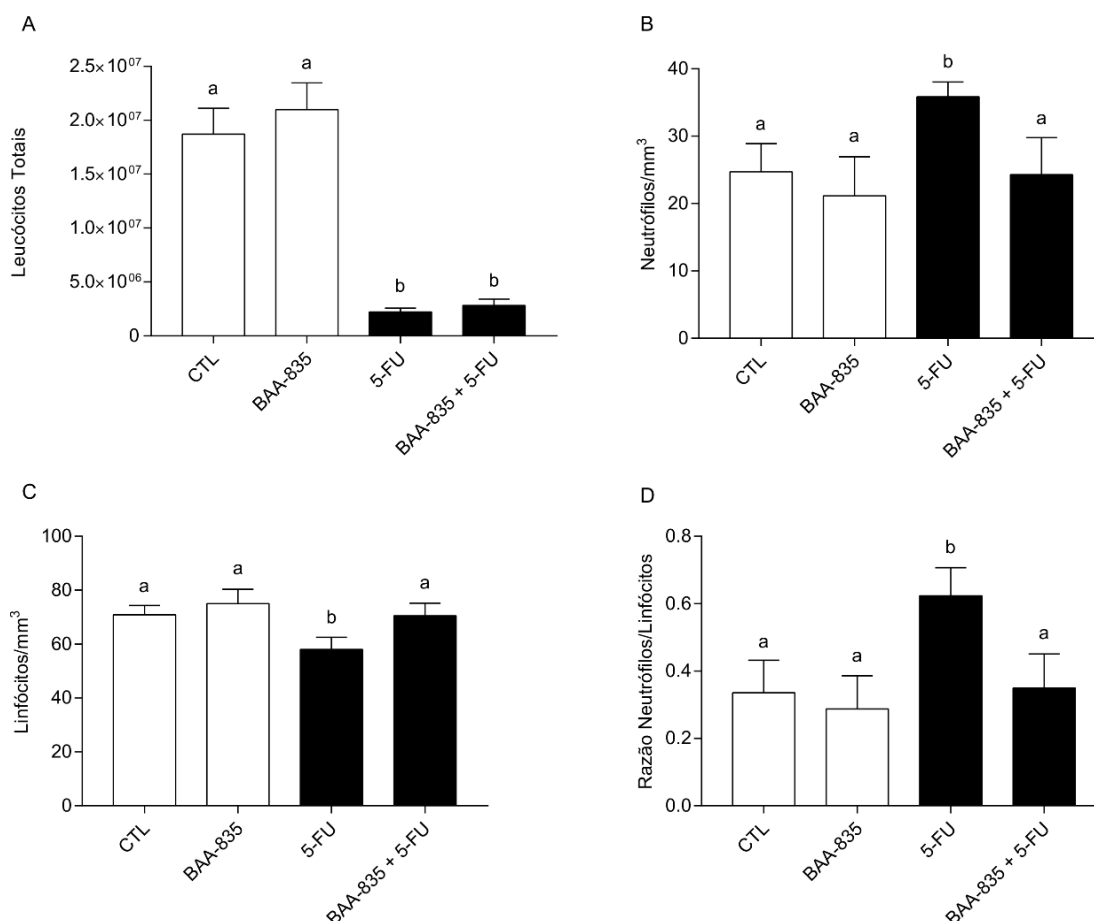 A
Leucócitos Totais
2.5×10⁰⁷
2.0×10⁰⁷
1.5×10⁰⁷
1.0×10⁰⁷
5.0×10⁰⁶
0
a
a
b
b
CTL
BAA-835
5-FU
BAA-835 + 5-FU
B
Neutrófilos/mm³
40
30
20
10
0
a
a
b
a
CTL
BAA-835
5-FU
BAA-835 + 5-FU
C
Linfócitos/mm³
100
80
60
40
20
0
a
a
b
a
CTL
BAA-835
5-FU
BAA-835 + 5-FU
D
Razão Neutrófilos/Linfócitos
0.8
0.6
0.4
0.2
0.0
a
a
b
a
CTL
BAA-835
5-FU
BAA-835 + 5-FU